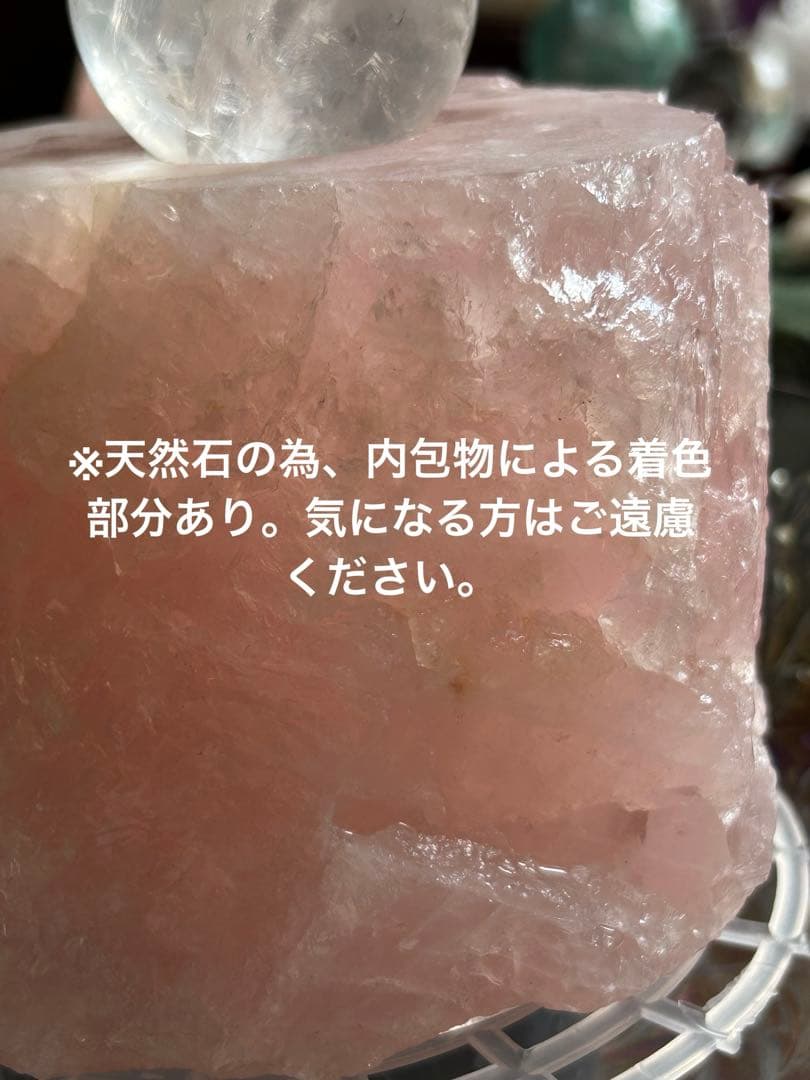 ※天然石の為、内包物による着色
部分あり。気になる方はご遠慮
ください。